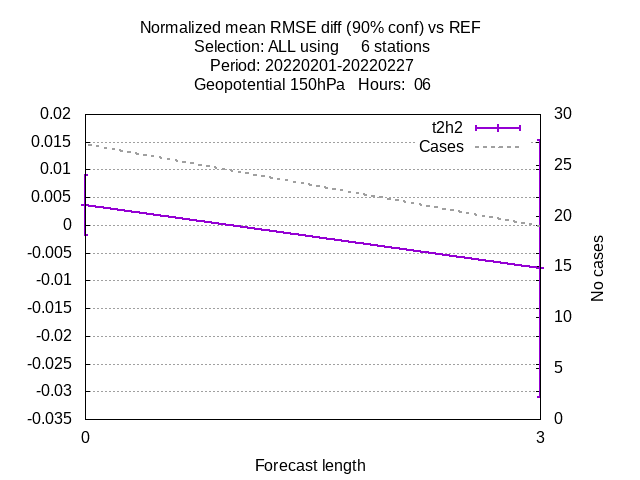 Normalized mean RMSE diff (90% conf) vs REF
Selection: ALL using     6 stations
Period: 20220201-20220227
Geopotential 150hPa   Hours:  06
t2h2
Cases
0.02
0.015
0.01
0.005
0
-0.005
-0.01
-0.015
-0.02
-0.025
-0.03
-0.035
30
25
20
15
10
5
0
No cases
0
3
Forecast length